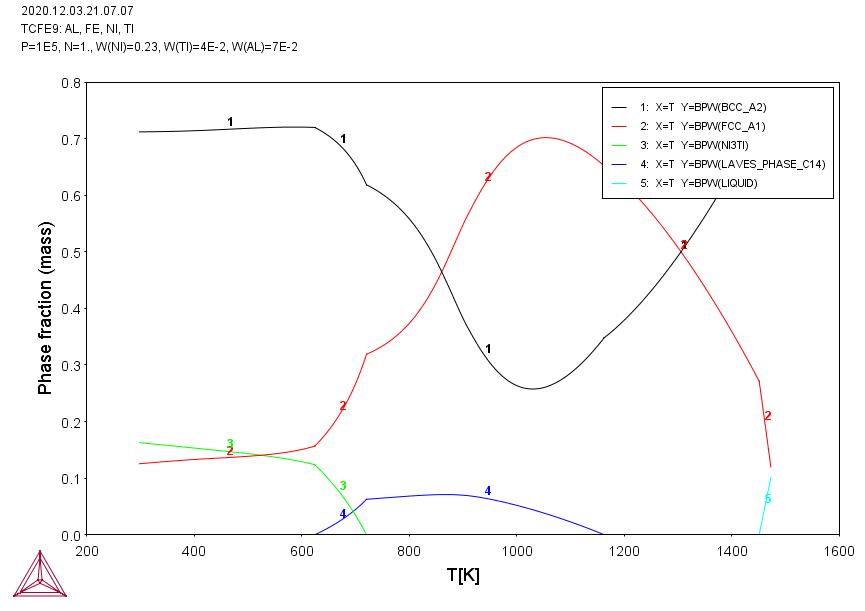 2020.12.03.21.07.07
TCFE9: AL, FE, NI, TI
P=1E5, N=1., W(NI)=0.23, W(TI)=4E-2, W(AL)=7E-2
1: X=T Y=BPW(BCC_A2)
2: X=T Y=BPW(FCC_A1)
3: X=T Y=BPW(NI3TI)
4: X=T Y=BPW(LAVES_PHASE_C14)
5: X=T Y=BPW(LIQUID)
Phase fraction (mass)
0.8
0.7
0.6
0.5
0.4
0.3
0.2
0.1
0.0
1
1
2
1
3
2
2
1
2
3
4
4
5
200 400 600 800 1000 1200 1400 1600
T[K]